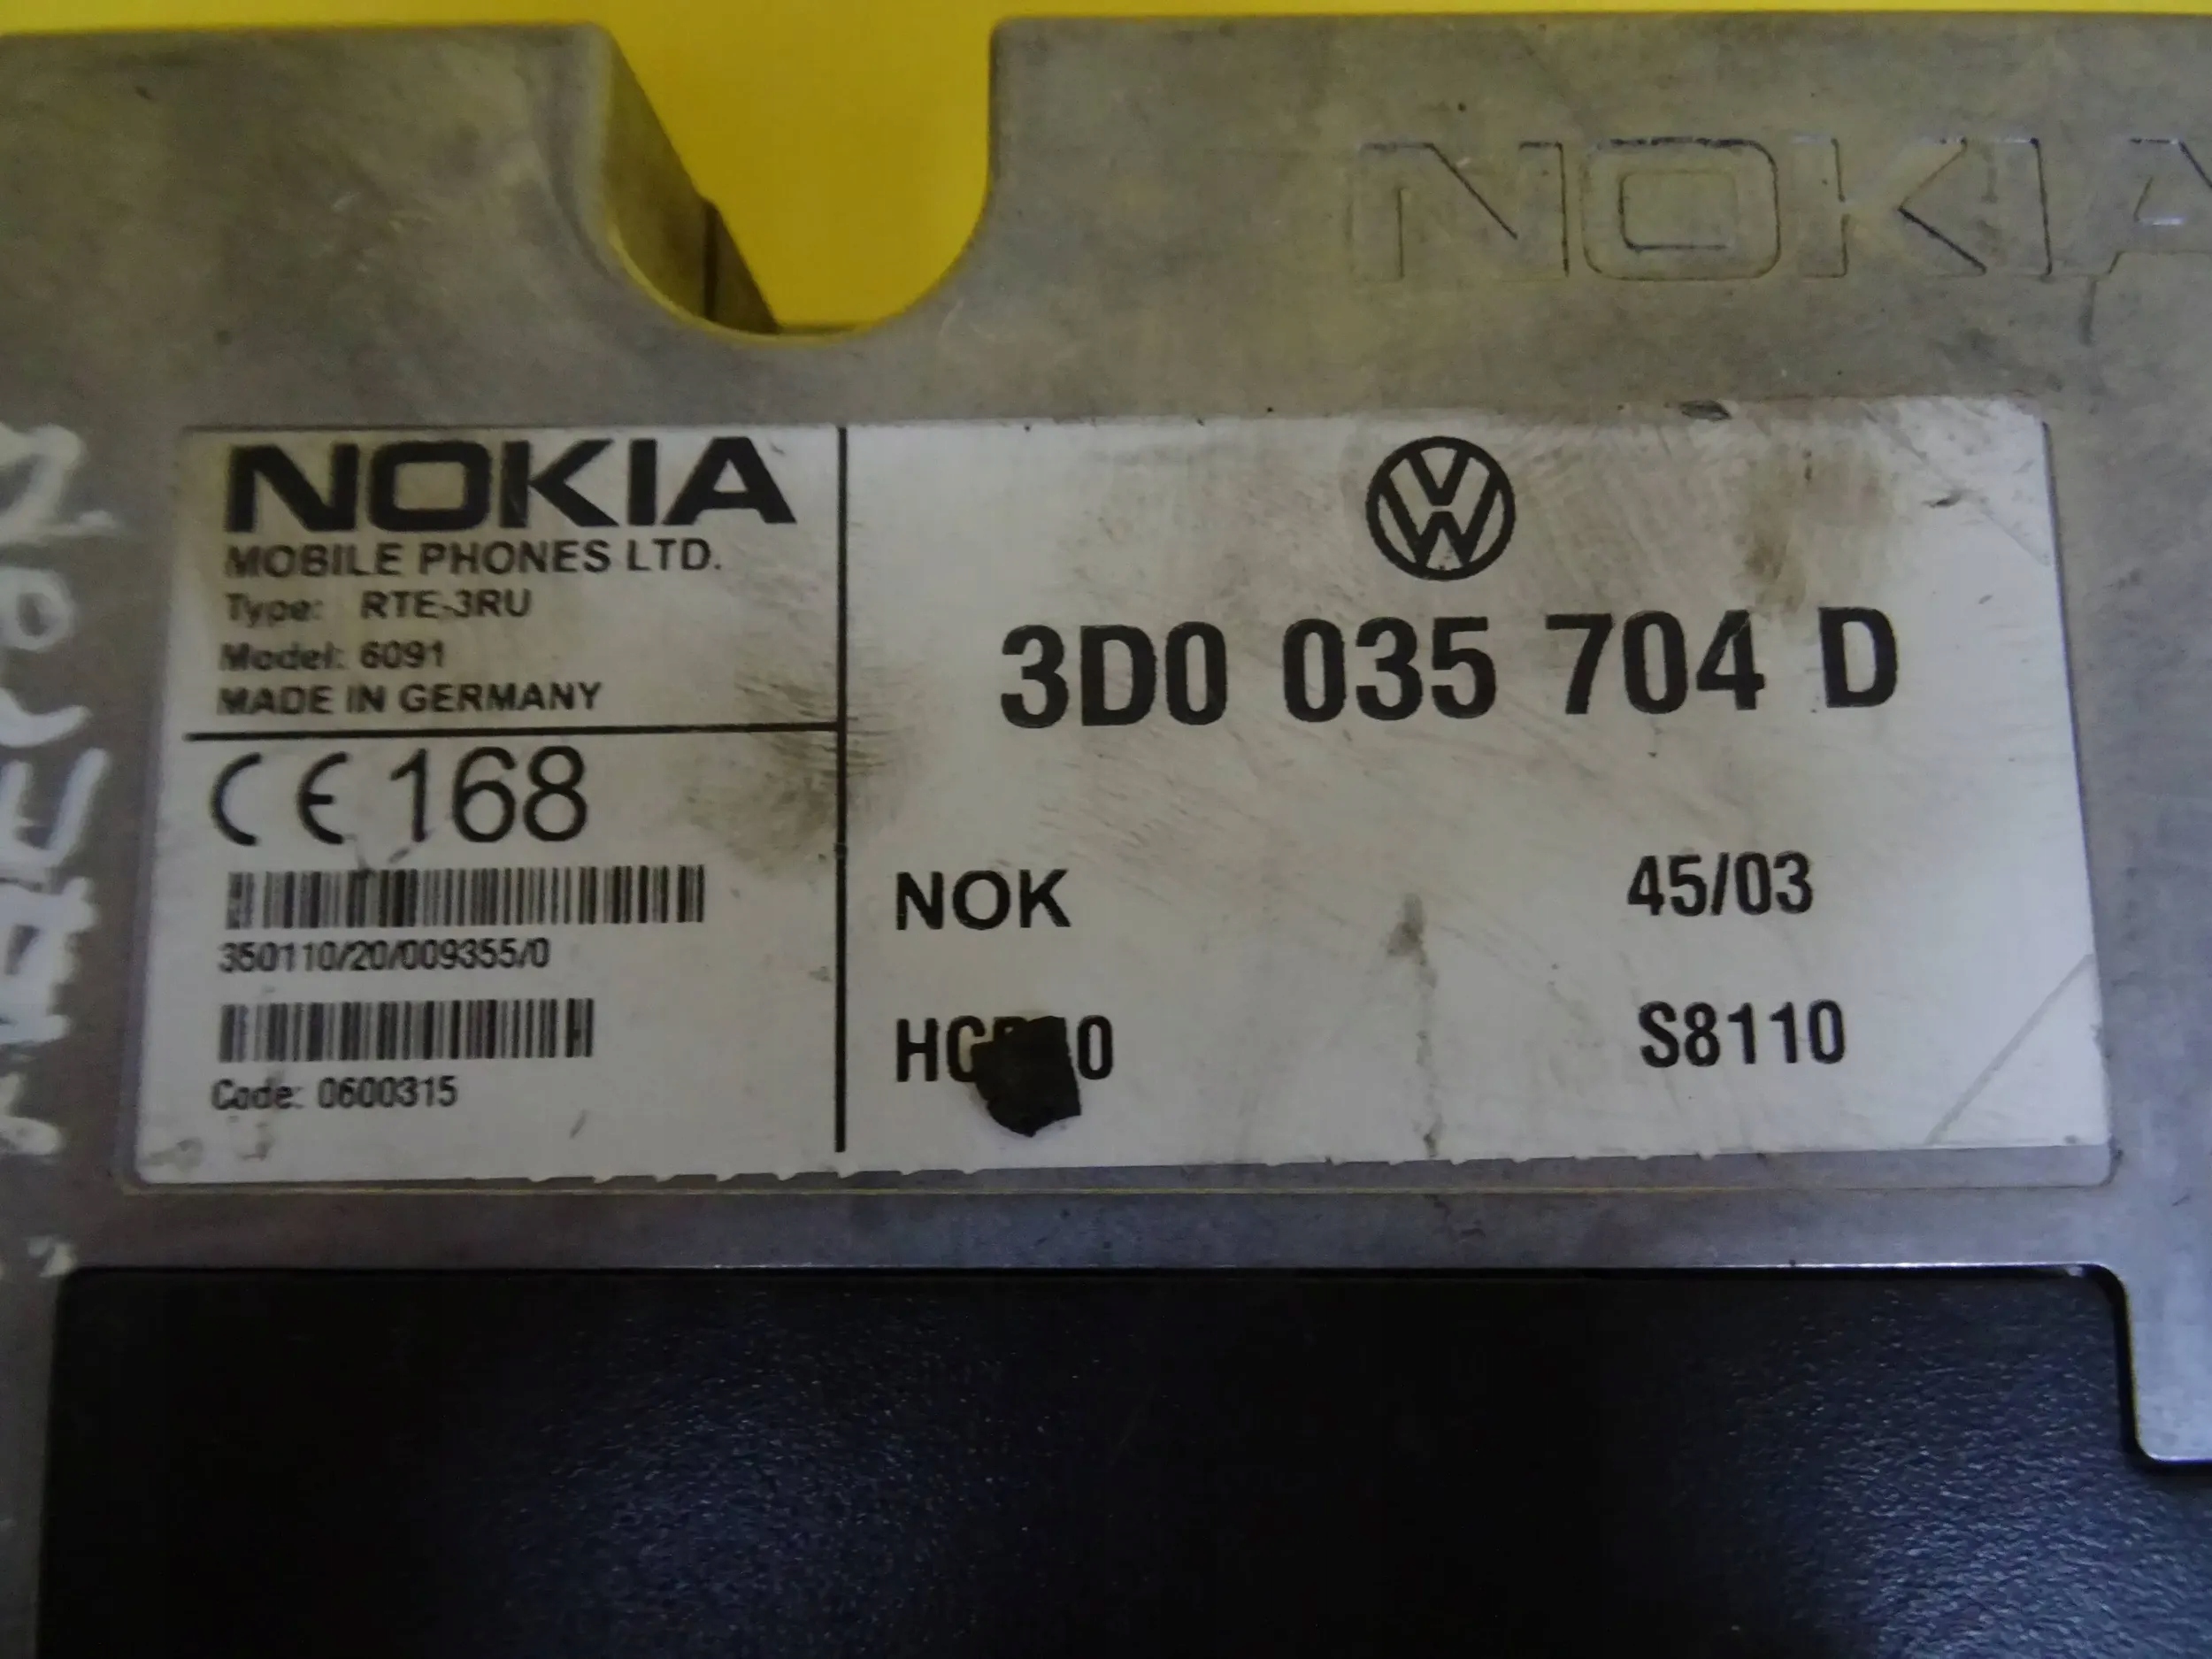 NOKIA
NOKIA
MOBILE PHONES LTD.
Type: RTE-3RU
Model: 6091
MADE IN GERMANY
CE 168
350110/20/009355/0
Code: 0600315
3D0 035 704 D
NOK 45/03
S8110